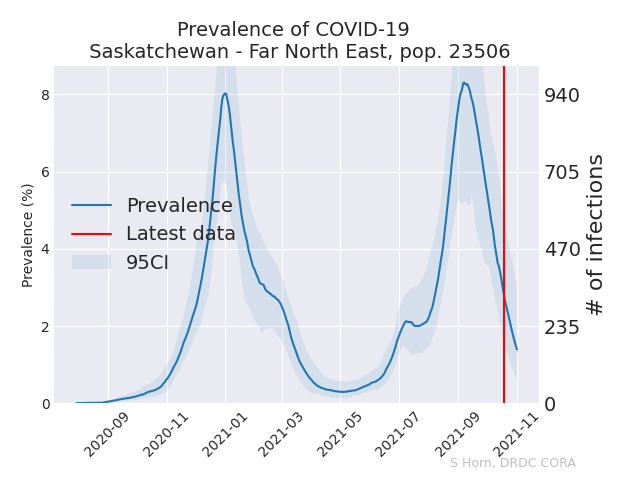 Prevalence of COVID-19
Saskatchewan - Far North East, pop. 23506
Prevalence (%)
8
6
4
2
0
940
705
470
235
0
# of infections
Prevalence
Latest data
95CI
2020-09
2020-11
2021-01
2021-03
2021-05
2021-07
2021-09
2021-11
S Horn, DRDC CORA